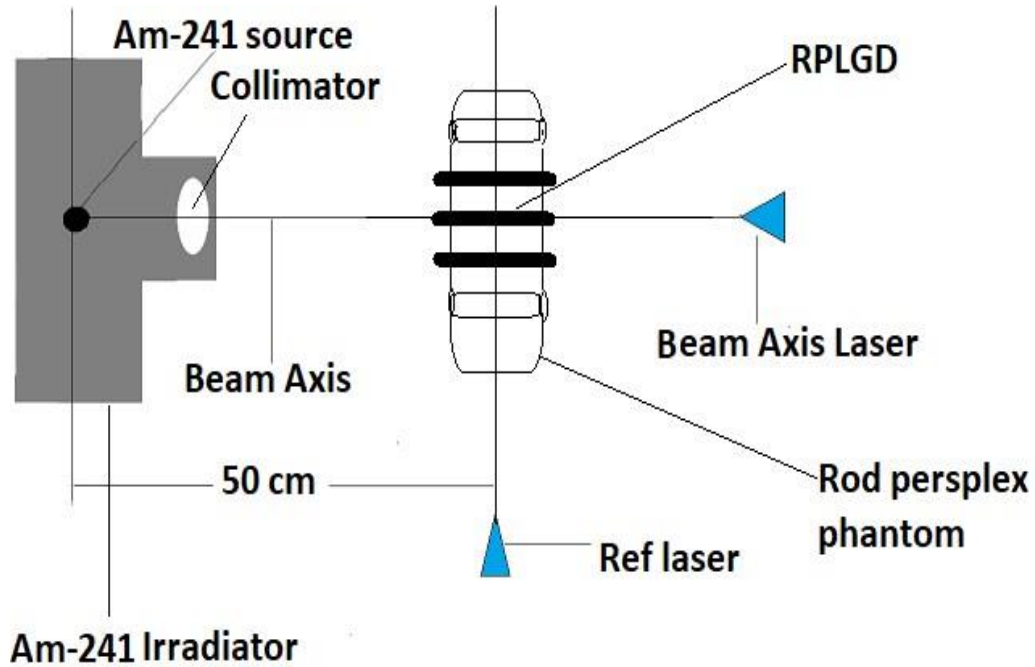 Am-241 source
Collimator
RPLGD
Beam Axis
Beam Axis Laser
50 cm
Rod persplex
phantom
Ref laser
Am-241 Irradiator